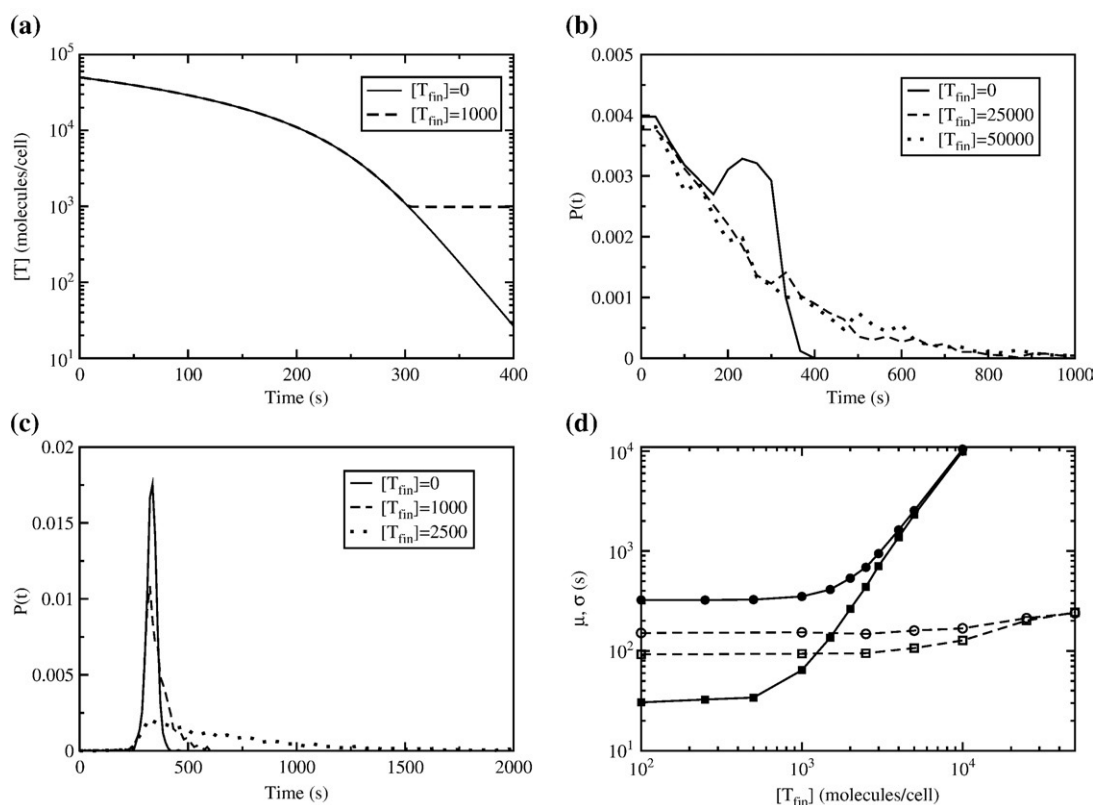 (a)
10^5
10^4
10^3
10^2
10^1
[T] (molecules/cell)
[T_fin]=0
[T_fin]=1000
0 100 200 300 400
Time (s)
(b)
0.005
0.004
0.003
0.002
0.001
0
P(t)
[T_fin]=0
[T_fin]=25000
[T_fin]=50000
0 200 400 600 800 1000
Time (s)
(c)
0.02
0.015
0.01
0.005
0
P(t)
[T_fin]=0
[T_fin]=1000
[T_fin]=2500
0 500 1000 1500 2000
Time (s)
(d)
10^4
10^3
10^2
10^1
μ, σ (s)
10^2 10^3 10^4
[T_fin] (molecules/cell)